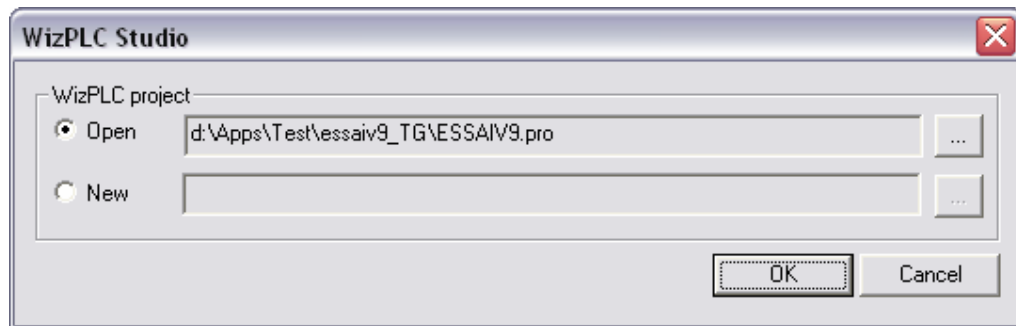 WizPLC Studio
WizPLC project
Open d:\Apps\Test\essaiv9_TG\ESSAIV9.pro ...
New ...
OK Cancel